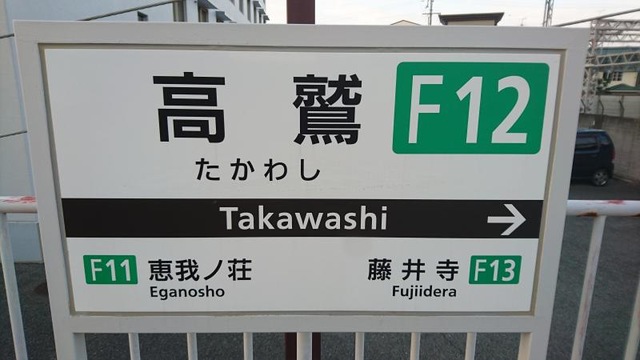 高鷲 F12
たかわし
Takawashi →
F11 恵我ノ荘 藤井寺 F13
Eganosho Fujiidera